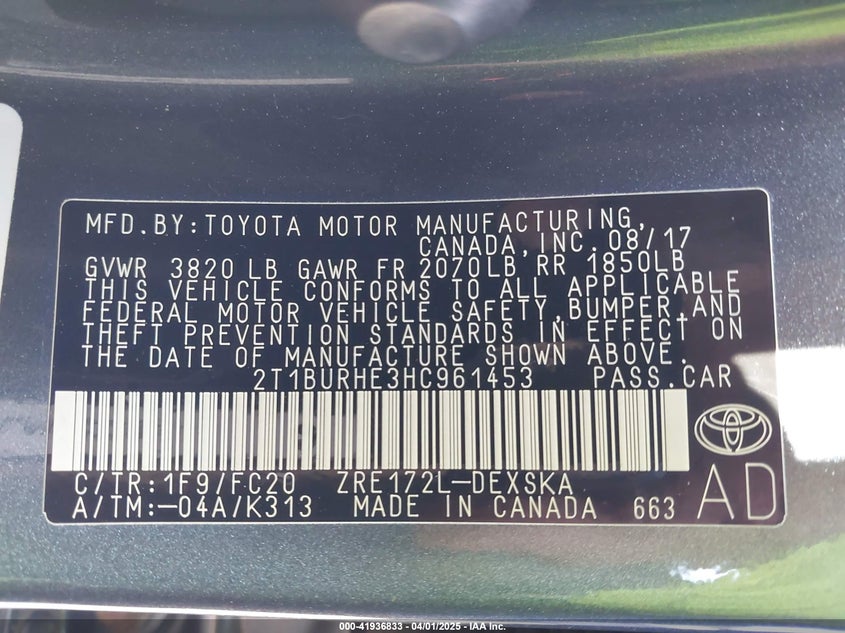 MFD.BY:TOYOTA MOTOR MANUFACTURING,
CANADA,INC.08/17
GVWR 3820LB GAWR FR 2070LB,RR 1850LB
THIS VEHICLE CONFORMS TO ALL APPLICABLE
FEDERAL MOTOR VEHICLE SAFETY,BUMPER,AND
THEFT PREVENTION STANDARDS IN EFFECT ON
THE DATE OF MANUFACTURE SHOWN ABOVE.
2T1BURHE3HC961453 PASS.CAR
C/TR:1F9/FC20 ZRE172L-DEXSKA
A/TM:-04A/K313 MADE IN CANADA 663
AD
000-41936833 - 04/01/2025 - IAA Inc.